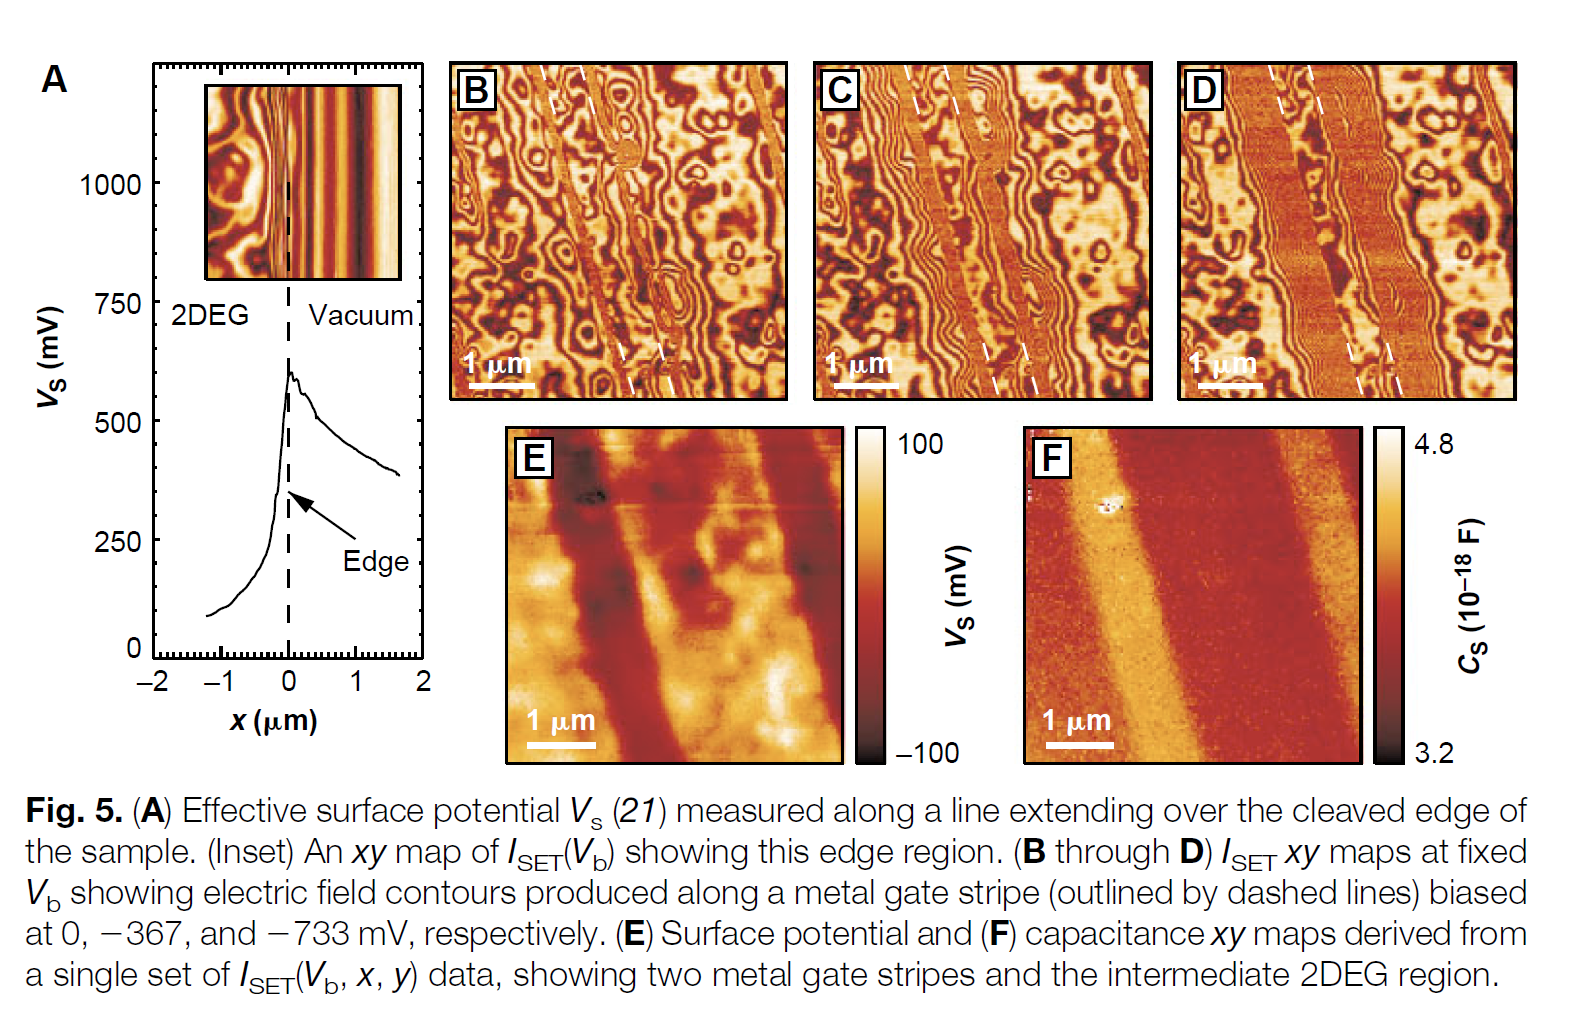 A
1000
750
500
250
0
V_S (mV)
2DEG
Vacuum
Edge
–2 –1 0 1 2
x (μm)
B
1 μm
C
1 μm
D
1 μm
E
1 μm
100
–100
V_S (mV)
F
1 μm
4.8
3.2
C_S (10^–18 F)
Fig. 5. (A) Effective surface potential V_s (21) measured along a line extending over the cleaved edge of
the sample. (Inset) An xy map of I_SET(V_b) showing this edge region. (B through D) I_SET xy maps at fixed
V_b showing electric field contours produced along a metal gate stripe (outlined by dashed lines) biased
at 0, −367, and −733 mV, respectively. (E) Surface potential and (F) capacitance xy maps derived from
a single set of I_SET(V_b, x, y) data, showing two metal gate stripes and the intermediate 2DEG region.